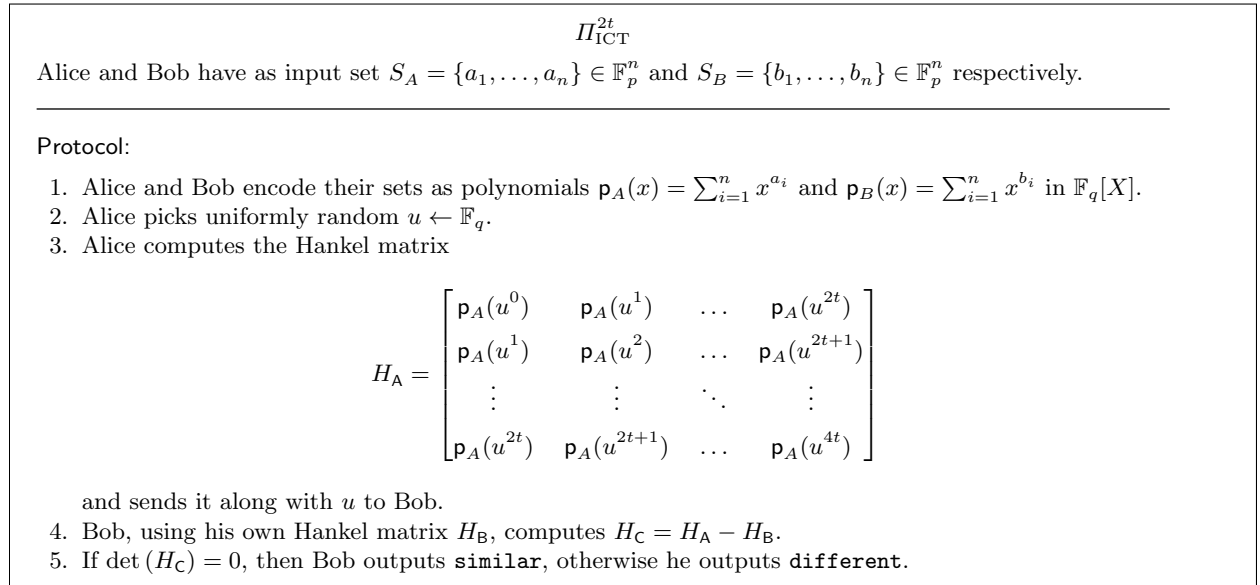 Π²ᵗ_ICT
Alice and Bob have as input set S_A = {a_1, . . . , a_n} ∈ 𝔽_p^n and S_B = {b_1, . . . , b_n} ∈ 𝔽_p^n respectively.
Protocol:
1. Alice and Bob encode their sets as polynomials p_A(x) = ∑_{i=1}^n x^{a_i} and p_B(x) = ∑_{i=1}^n x^{b_i} in 𝔽_q[X].
2. Alice picks uniformly random u ← 𝔽_q.
3. Alice computes the Hankel matrix
H_A = [ p_A(u^0) p_A(u^1) … p_A(u^{2t})
p_A(u^1) p_A(u^2) … p_A(u^{2t+1})
⋮ ⋮ ⋱ ⋮
p_A(u^{2t}) p_A(u^{2t+1}) … p_A(u^{4t}) ]
and sends it along with u to Bob.
4. Bob, using his own Hankel matrix H_B, computes H_C = H_A − H_B.
5. If det (H_C) = 0, then Bob outputs similar, otherwise he outputs different.